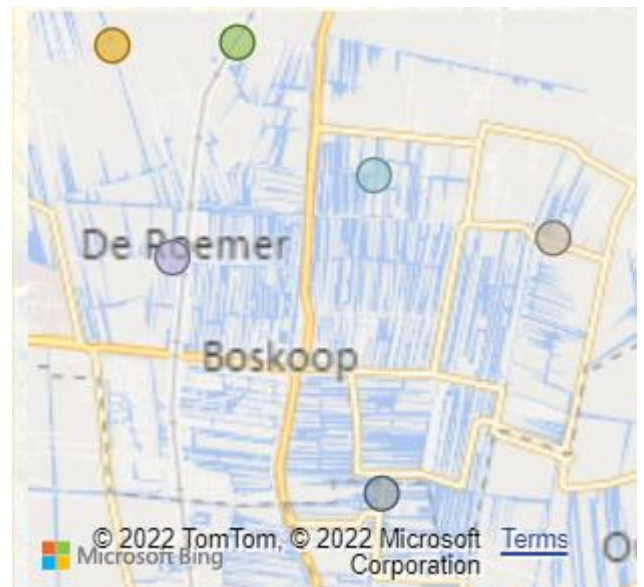 De Roemer
Boskoop
© 2022 TomTom, © 2022 Microsoft Corporation
Terms
Microsoft Bing